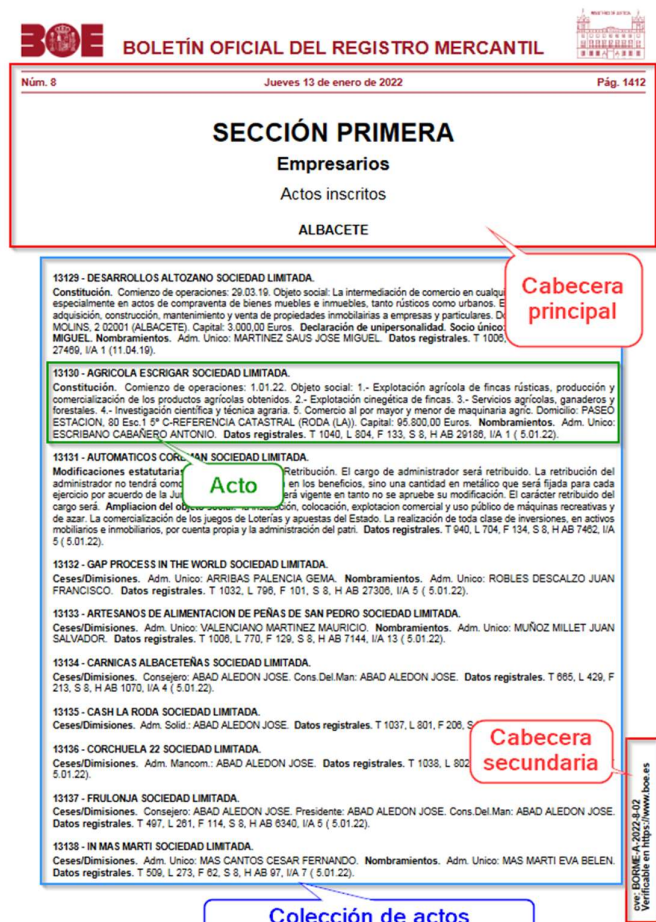 MINISTERIO DE JUSTICIA
BOE BOLETÍN OFICIAL DEL REGISTRO MERCANTIL
Núm. 8 Jueves 13 de enero de 2022 Pág. 1412
SECCIÓN PRIMERA
Empresarios
Actos inscritos
ALBACETE
Cabecera
principal
13129 - DESARROLLOS ALTOZANO SOCIEDAD LIMITADA.
Constitución. Comienzo de operaciones: 29.03.19. Objeto social: La intermediación de comercio en cualqui
especialmente en actos de compraventa de bienes muebles e inmuebles, tanto rústicos como urbanos. E
adquisición, construcción, mantenimiento y venta de propiedades inmobilairias a empresas y particulares. Do
MOLINS, 2 02001 (ALBACETE). Capital: 3.000,00 Euros. Declaración de unipersonalidad. Socio único:
MIGUEL. Nombramientos. Adm. Unico: MARTINEZ SAUS JOSE MIGUEL. Datos registrales. T 1006,
27469, I/A 1 (11.04.19).
13130 - AGRICOLA ESCRIGAR SOCIEDAD LIMITADA.
Constitución. Comienzo de operaciones: 1.01.22. Objeto social: 1.- Explotación agrícola de fincas rústicas, producción y
comercialización de los productos agrícolas obtenidos. 2.- Explotación cinegética de fincas. 3.- Servicios agrícolas, ganaderos y
forestales. 4.- Investigación científica y técnica agraria. 5. Comercio al por mayor y menor de maquinaria agric. Domicilio: PASEO
ESTACION, 80 Esc.1 5º C-REFERENCIA CATASTRAL (RODA (LA)). Capital: 95.800,00 Euros. Nombramientos. Adm. Unico:
ESCRIBANO CABAÑERO ANTONIO. Datos registrales. T 1040, L 804, F 133, S 8, H AB 29186, I/A 1 ( 5.01.22).
Acto
13131 - AUTOMATICOS CORD MAN SOCIEDAD LIMITADA.
Modificaciones estatutarias Retribución. El cargo de administrador será retribuido. La retribución del
administrador no tendrá como en los beneficios, sino una cantidad en metálico que será fijada para cada
ejercicio por acuerdo de la Ju erá vigente en tanto no se apruebe su modificación. El carácter retribuido del
cargo será. Ampliacion del objeto social. la instalación, colocación, explotacion comercial y uso público de máquinas recreativas y
de azar. La comercialización de los juegos de Loterías y apuestas del Estado. La realización de toda clase de inversiones, en activos
mobiliarios e inmobiliarios, por cuenta propia y la administración del patri. Datos registrales. T 940, L 704, F 134, S 8, H AB 7462, I/A
5 ( 5.01.22).
13132 - GAP PROCESS IN THE WORLD SOCIEDAD LIMITADA.
Ceses/Dimisiones. Adm. Unico: ARRIBAS PALENCIA GEMA. Nombramientos. Adm. Unico: ROBLES DESCALZO JUAN
FRANCISCO. Datos registrales. T 1032, L 796, F 101, S 8, H AB 27306, I/A 5 ( 5.01.22).
13133 - ARTESANOS DE ALIMENTACION DE PEÑAS DE SAN PEDRO SOCIEDAD LIMITADA.
Ceses/Dimisiones. Adm. Unico: VALENCIANO MARTINEZ MAURICIO. Nombramientos. Adm. Unico: MUÑOZ MILLET JUAN
SALVADOR. Datos registrales. T 1006, L 770, F 129, S 8, H AB 7144, I/A 13 ( 5.01.22).
13134 - CARNICAS ALBACETEÑAS SOCIEDAD LIMITADA.
Ceses/Dimisiones. Consejero: ABAD ALEDON JOSE. Cons.Del.Man: ABAD ALEDON JOSE. Datos registrales. T 665, L 429, F
213, S 8, H AB 1070, I/A 4 ( 5.01.22).
13135 - CASH LA RODA SOCIEDAD LIMITADA.
Ceses/Dimisiones. Adm. Solid.: ABAD ALEDON JOSE. Datos registrales. T 1037, L 801, F 206, S
13136 - CORCHUELA 22 SOCIEDAD LIMITADA.
Ceses/Dimisiones. Adm. Mancom.: ABAD ALEDON JOSE. Datos registrales. T 1038, L 802
5.01.22).
Cabecera
secundaria
13137 - FRULONJA SOCIEDAD LIMITADA.
Ceses/Dimisiones. Consejero: ABAD ALEDON JOSE. Presidente: ABAD ALEDON JOSE. Cons.Del.Man: ABAD ALEDON JOSE.
Datos registrales. T 497, L 261, F 114, S 8, H AB 6340, I/A 5 ( 5.01.22).
13138 - IN MAS MARTI SOCIEDAD LIMITADA.
Ceses/Dimisiones. Adm. Unico: MAS CANTOS CESAR FERNANDO. Nombramientos. Adm. Unico: MAS MARTI EVA BELEN.
Datos registrales. T 509, L 273, F 62, S 8, H AB 97, I/A 7 ( 5.01.22).
cve: BORME-A-2022-8-02
Verificable en https://www.boe.es
Colección de actos